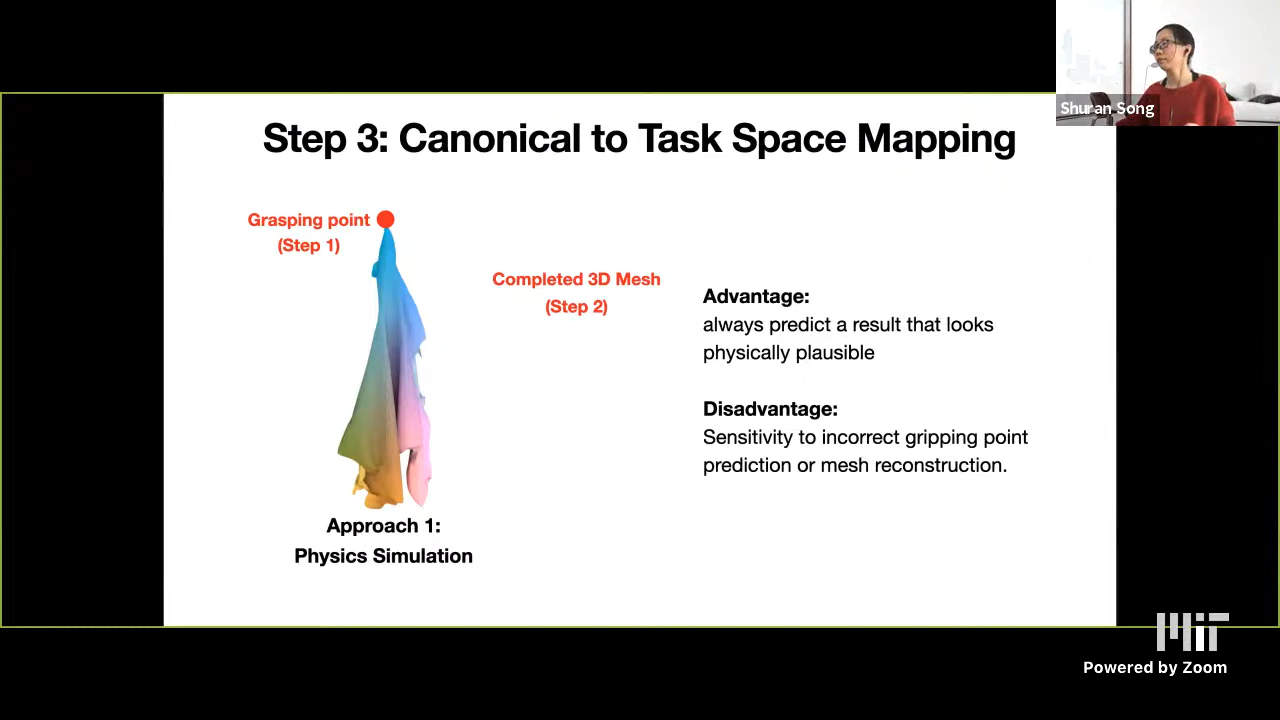 Shuran Song
Step 3: Canonical to Task Space Mapping
Grasping point
(Step 1)
Completed 3D Mesh
(Step 2)
Advantage:
always predict a result that looks
physically plausible
Disadvantage:
Sensitivity to incorrect gripping point
prediction or mesh reconstruction.
Approach 1:
Physics Simulation
MIT
Powered by Zoom